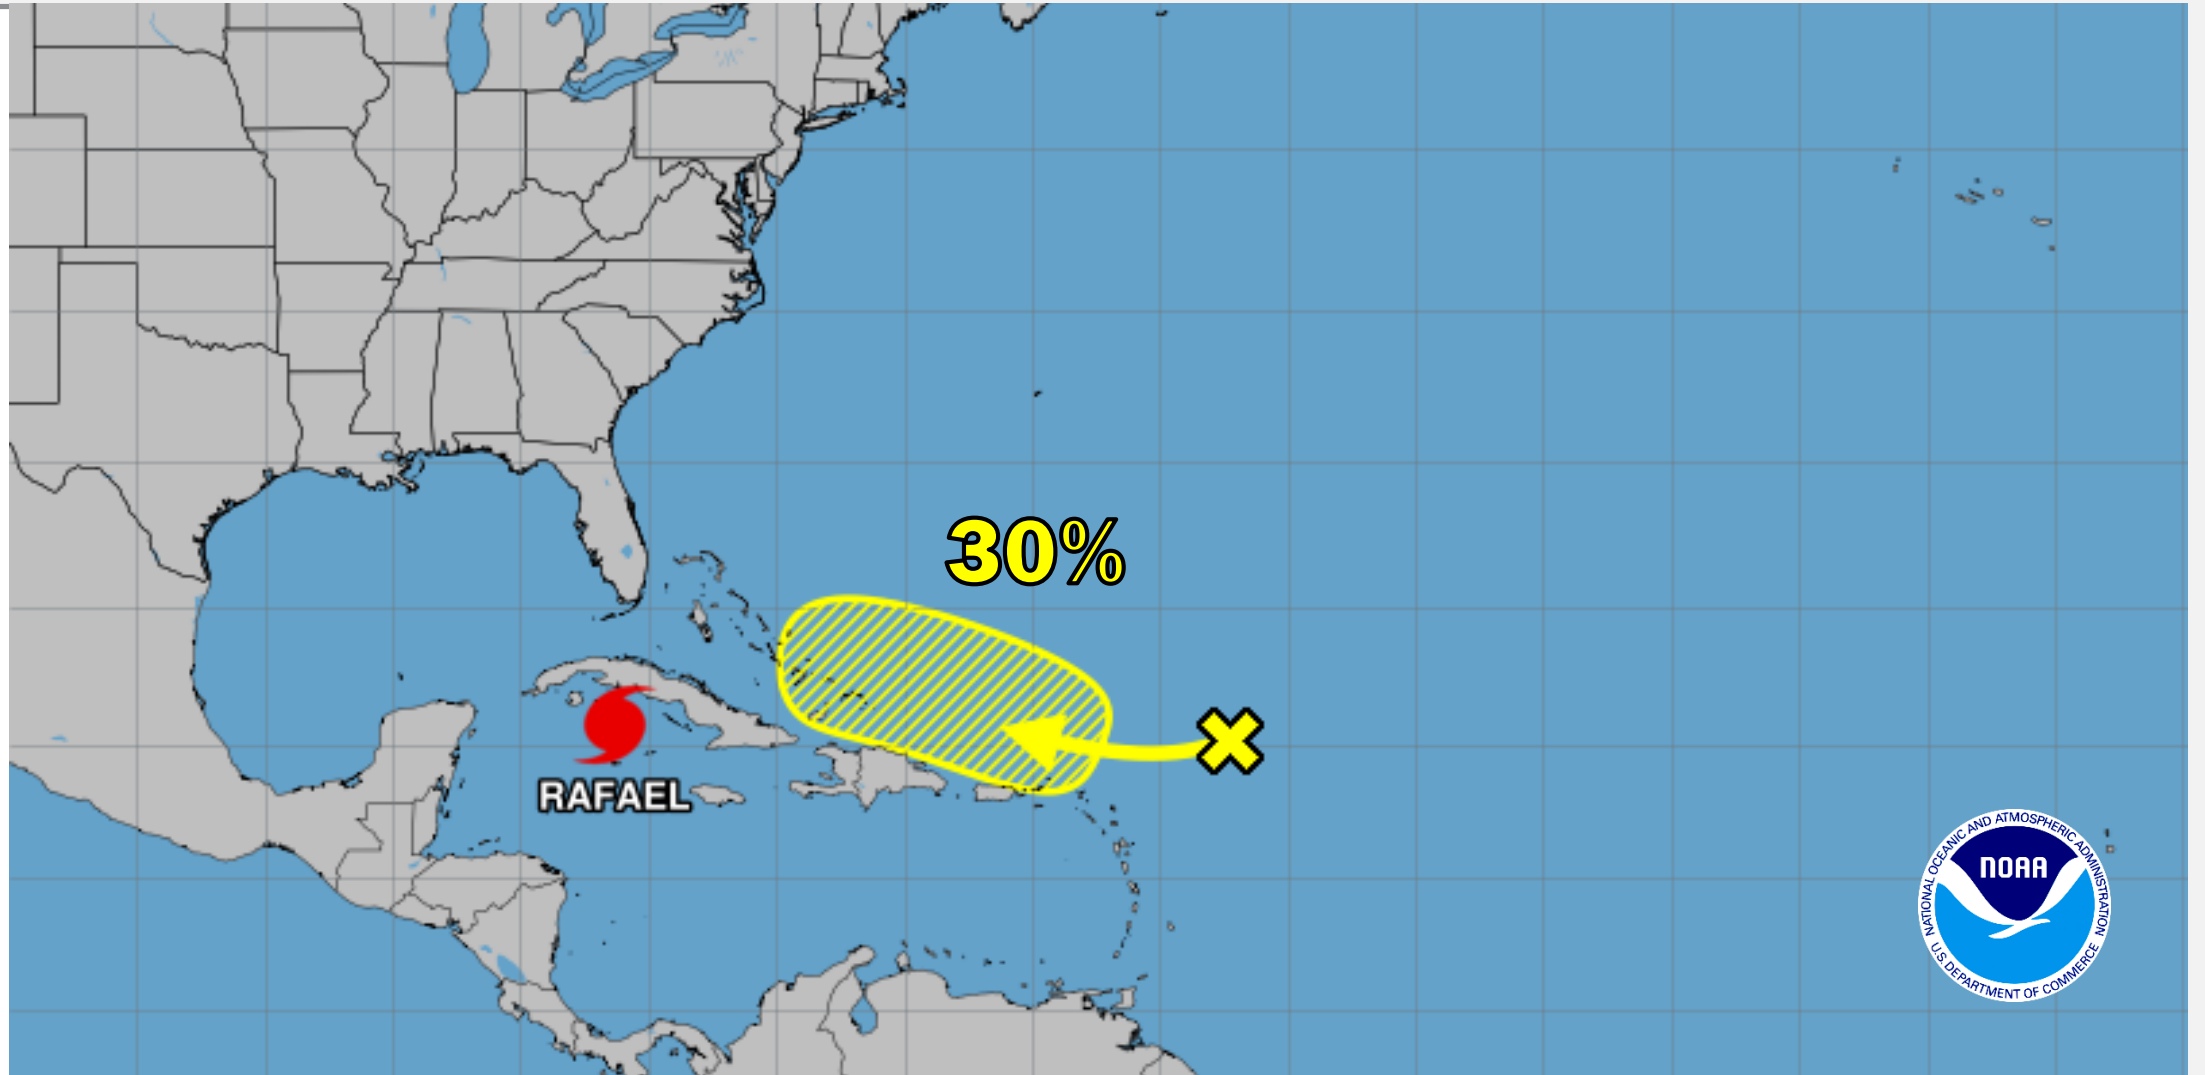 30%
RAFAEL
NATIONAL OCEANIC AND ATMOSPHERIC ADMINISTRATION
NOAA
U.S. DEPARTMENT OF COMMERCE